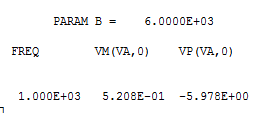 PARAM B = 6.0000E+03
FREQ VM(VA,0) VP(VA,0)
1.000E+03 5.208E-01 -5.978E+00